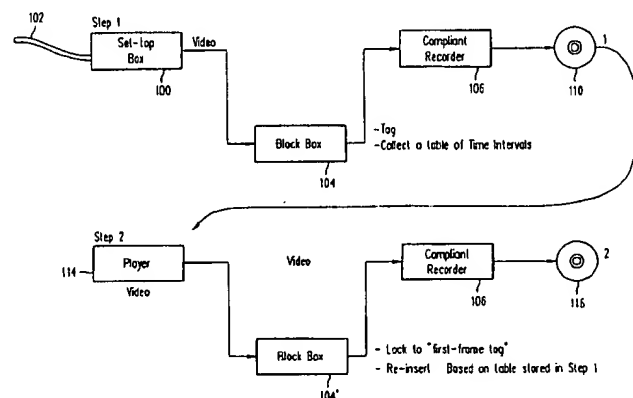 102
Step 1
Set-top
Box
100
Video
Compliant
Recorder
106
1
110
Block Box
104
-Tag
-Collect a table of Time Intervals
Step 2
114
Player
Video
Video
Compliant
Recorder
106
2
116
Block Box
104'
- Lock to "first-frame tag"
- Re-insert Based on table stored in Step 1